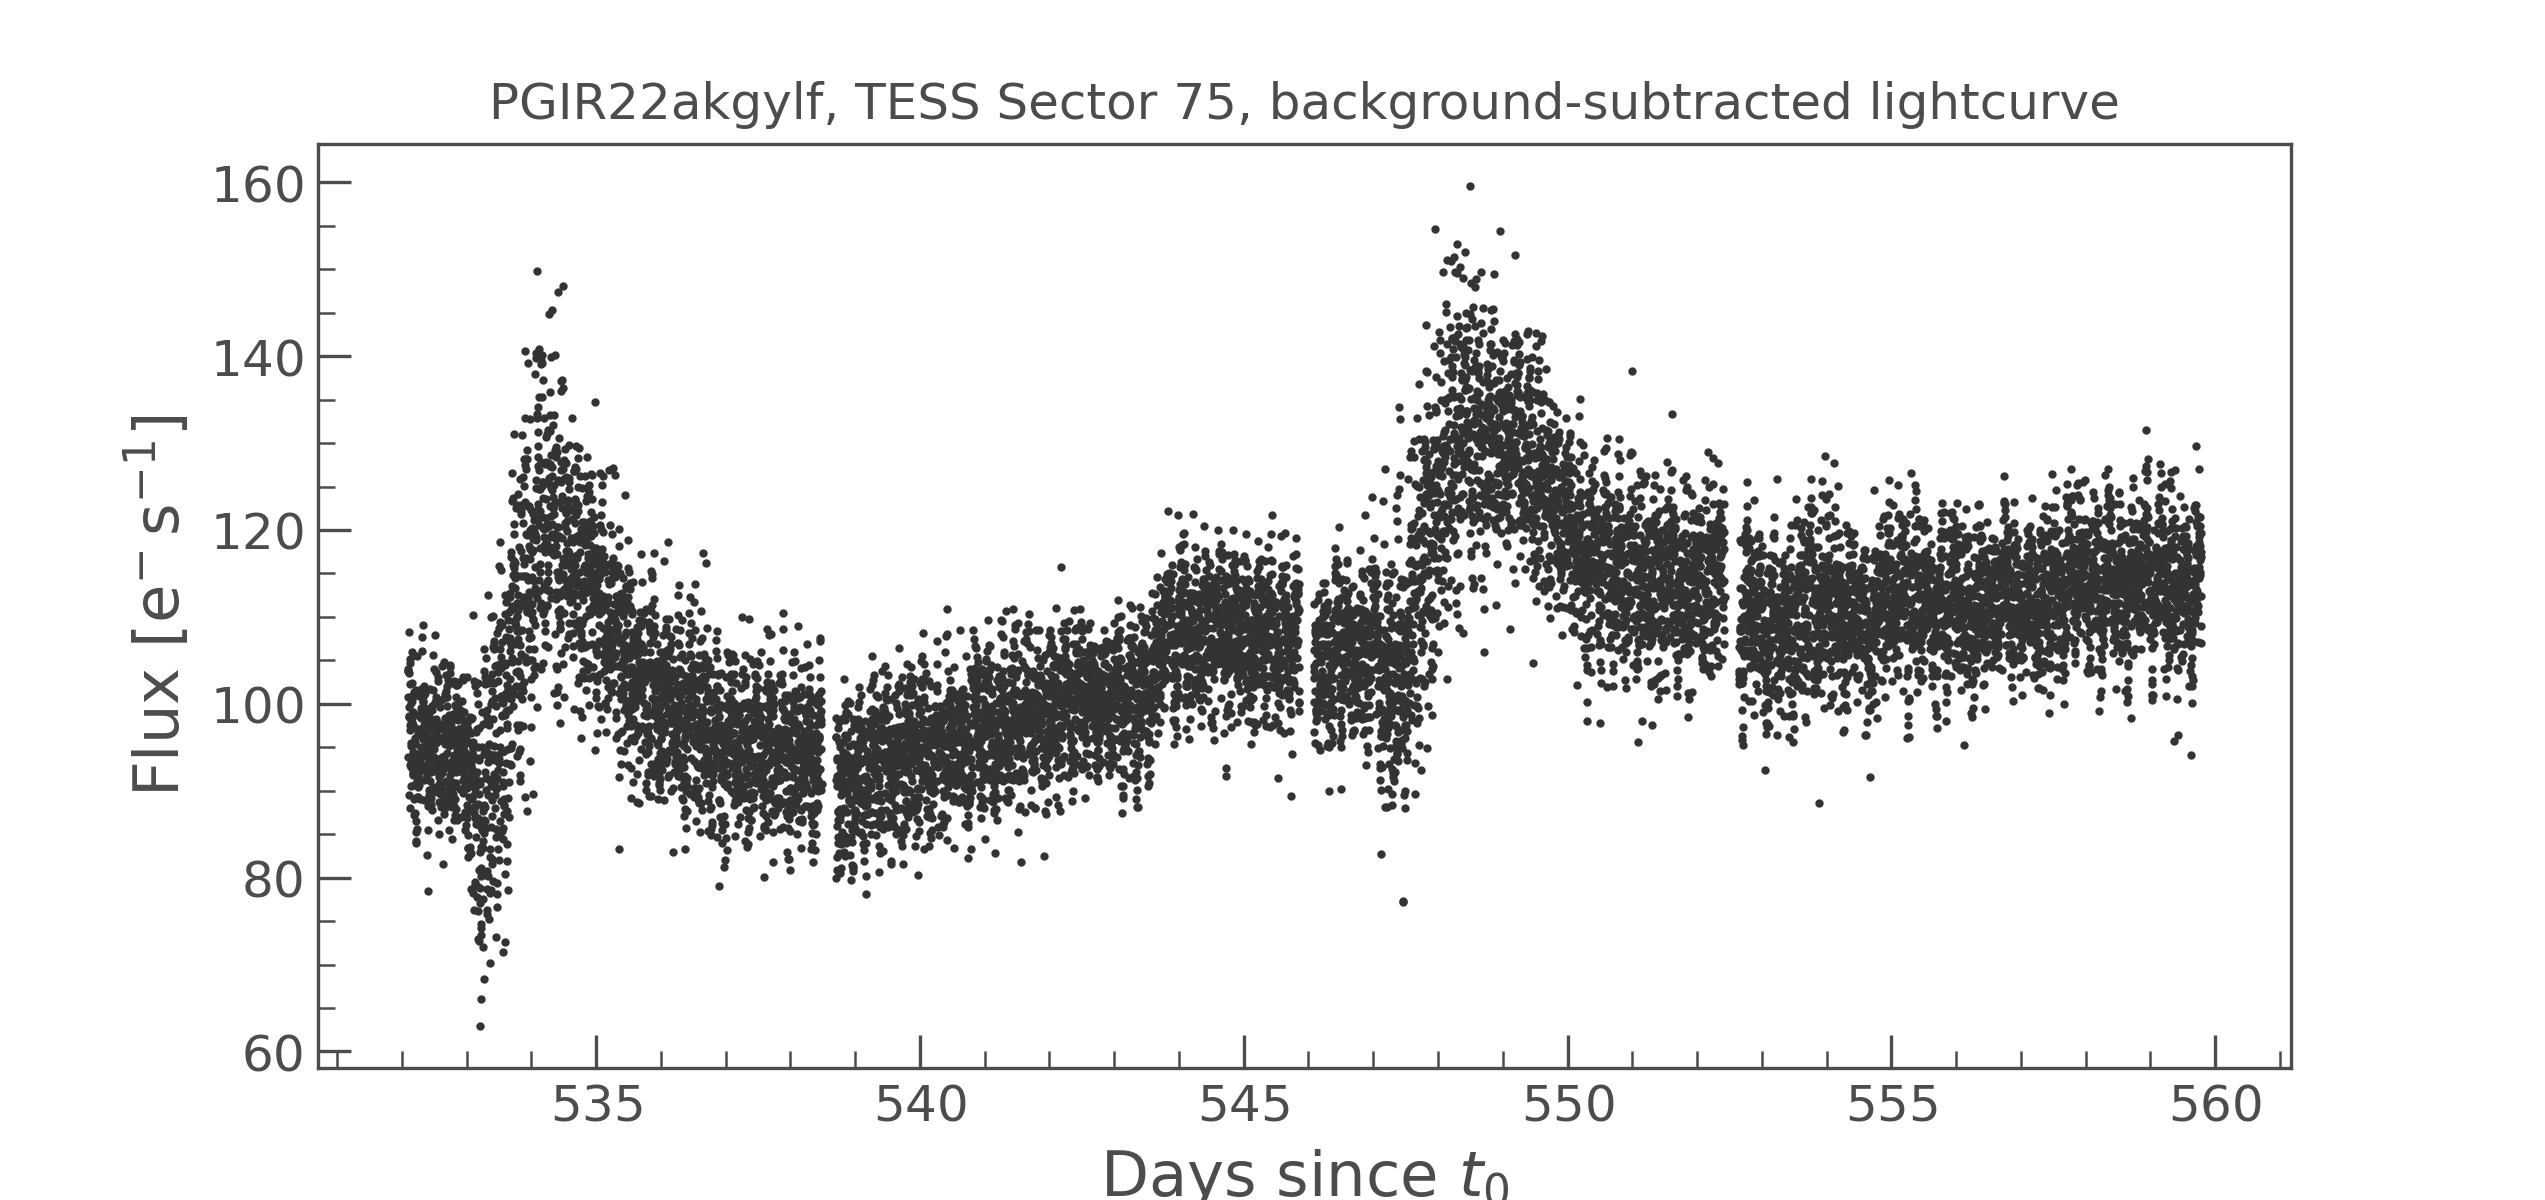 PGIR22akgylf, TESS Sector 75, background-subtracted lightcurve
160
140
120
100
80
60
Flux [e⁻ s⁻¹]
535 540 545 550 555 560
Days since t₀